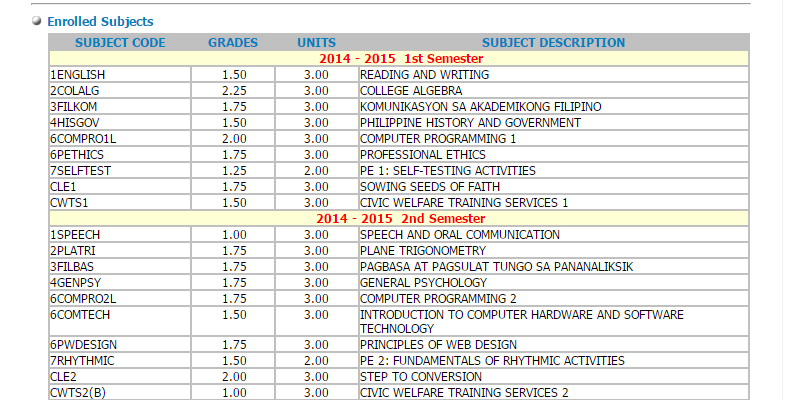 Enrolled Subjects
SUBJECT CODE GRADES UNITS SUBJECT DESCRIPTION
2014 - 2015 1st Semester
1ENGLISH 1.50 3.00 READING AND WRITING
2COLALG 2.25 3.00 COLLEGE ALGEBRA
3FILKOM 1.75 3.00 KOMUNIKASYON SA AKADEMIKONG FILIPINO
4HISGOV 1.50 3.00 PHILIPPINE HISTORY AND GOVERNMENT
6COMPRO1L 2.00 3.00 COMPUTER PROGRAMMING 1
6PETHICS 1.75 3.00 PROFESSIONAL ETHICS
7SELFTEST 1.25 2.00 PE 1: SELF-TESTING ACTIVITIES
CLE1 1.75 3.00 SOWING SEEDS OF FAITH
CWTS1 1.50 3.00 CIVIC WELFARE TRAINING SERVICES 1
2014 - 2015 2nd Semester
1SPEECH 1.00 3.00 SPEECH AND ORAL COMMUNICATION
2PLATRI 1.75 3.00 PLANE TRIGONOMETRY
3FILBAS 1.75 3.00 PAGBASA AT PAGSULAT TUNGO SA PANANALIKSIK
4GENPSY 1.75 3.00 GENERAL PSYCHOLOGY
6COMPRO2L 1.75 3.00 COMPUTER PROGRAMMING 2
6COMTECH 1.50 3.00 INTRODUCTION TO COMPUTER HARDWARE AND SOFTWARE
TECHNOLOGY
6PWDESIGN 1.75 3.00 PRINCIPLES OF WEB DESIGN
7RHYTHMIC 1.50 2.00 PE 2: FUNDAMENTALS OF RHYTHMIC ACTIVITIES
CLE2 2.00 3.00 STEP TO CONVERSION
CWTS2(B) 1.00 3.00 CIVIC WELFARE TRAINING SERVICES 2